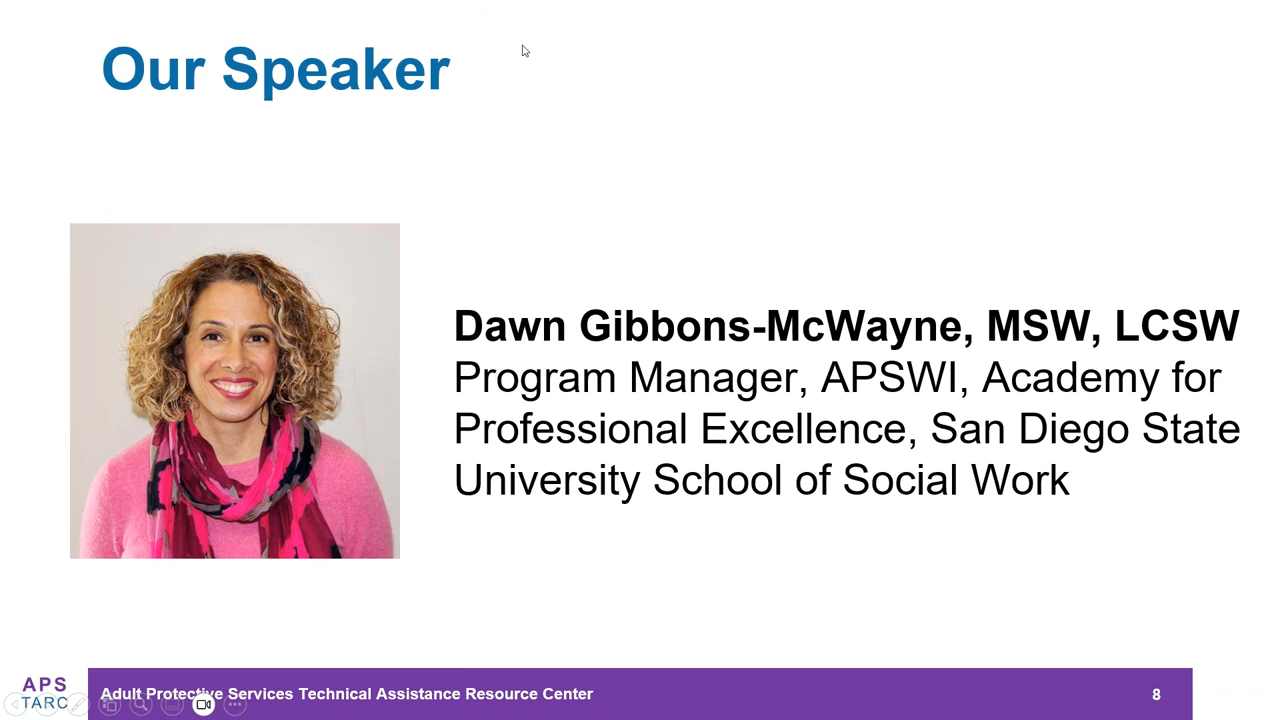 Our Speaker
Dawn Gibbons-McWayne, MSW, LCSW
Program Manager, APSWI, Academy for
Professional Excellence, San Diego State
University School of Social Work
APS
TARC
Adult Protective Services Technical Assistance Resource Center
8